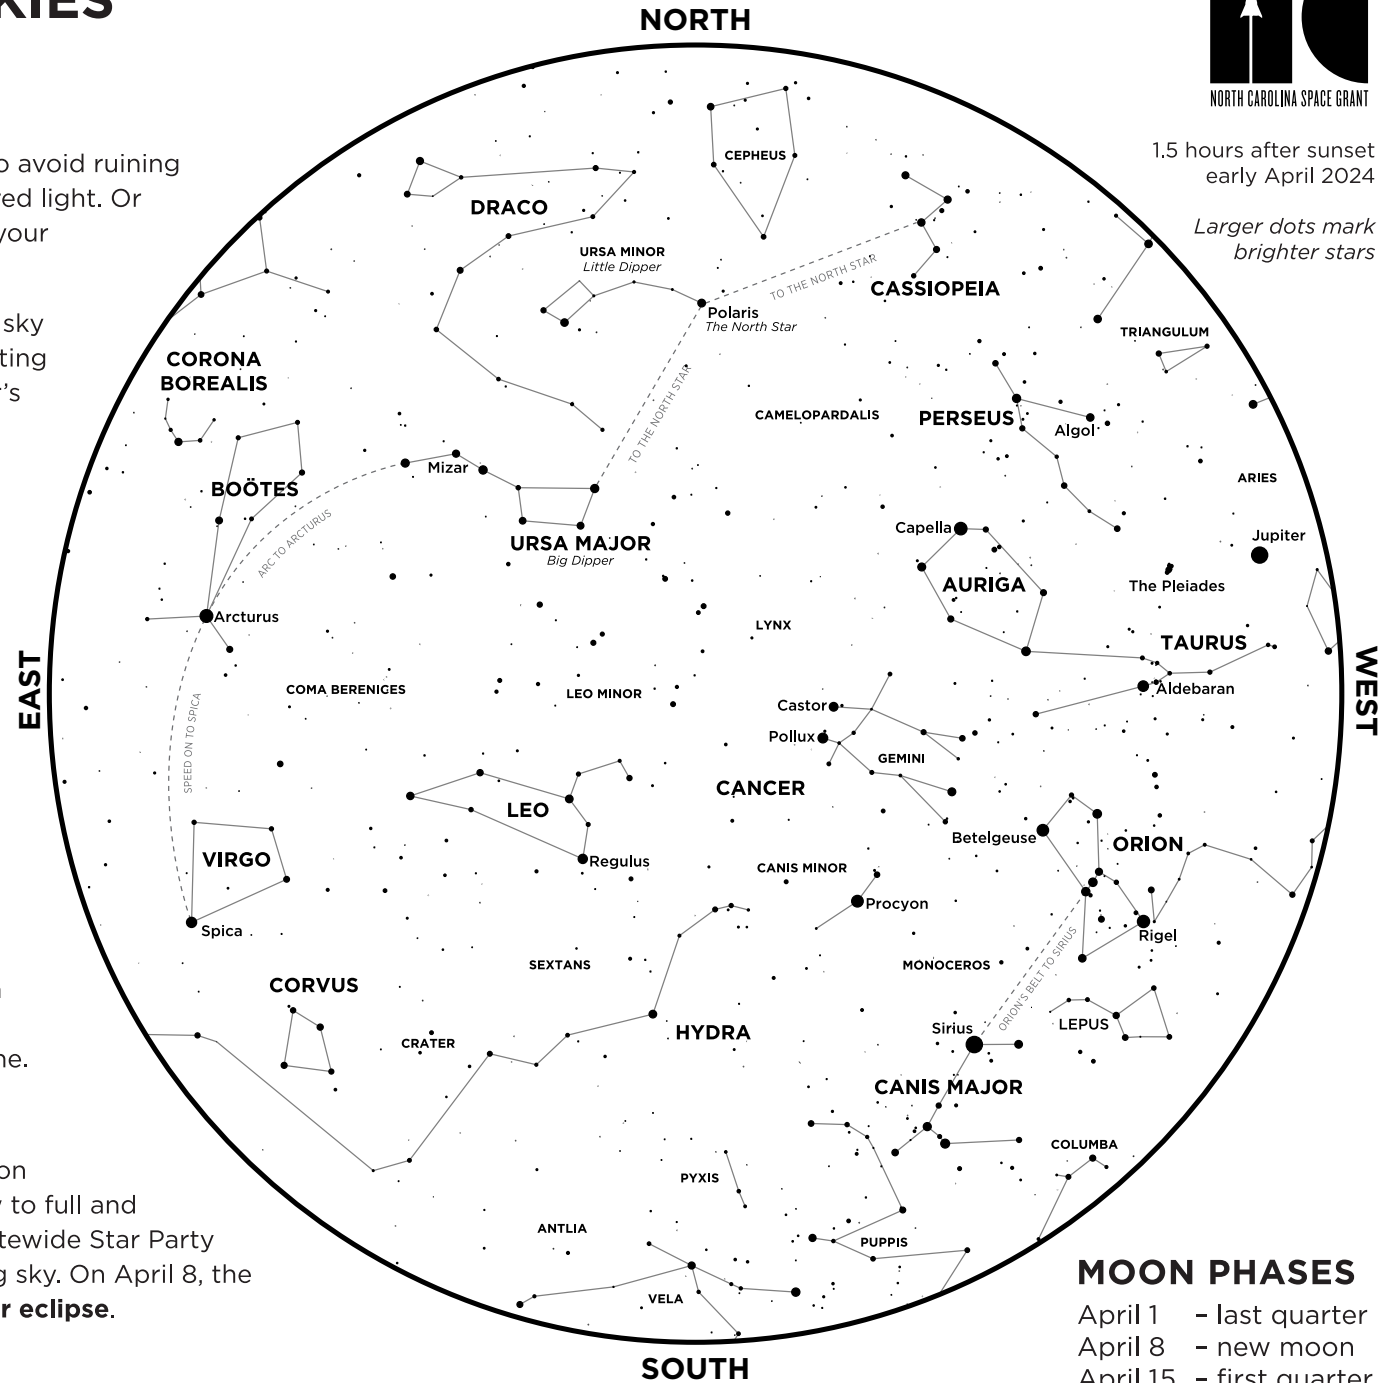 KIES
NORTH
NORTH CAROLINA SPACE GRANT
o avoid ruining
red light. Or
your
sky
ting
r’s
1.5 hours after sunset
early April 2024
Larger dots mark
brighter stars
CEPHEUS
DRACO
URSA MINOR
Little Dipper
TO THE NORTH STAR
CASSIOPEIA
Polaris
The North Star
TRIANGULUM
CORONA
BOREALIS
TO THE NORTH STAR
CAMELOPARDALIS
PERSEUS
Algol
Mizar
BOÖTES
ARIES
ARC TO ARCTURUS
Capella
URSA MAJOR
Big Dipper
Jupiter
AURIGA
The Pleiades
Arcturus
LYNX
TAURUS
EAST
WEST
COMA BERENICES
LEO MINOR
Aldebaran
Castor
Pollux
SPEED ON TO SPICA
GEMINI
CANCER
LEO
Betelgeuse
ORION
VIRGO
Regulus
CANIS MINOR
Procyon
Spica
Rigel
SEXTANS
MONOCEROS
ORION'S BELT TO SIRIUS
CORVUS
HYDRA
Sirius
LEPUS
CRATER
ne.
CANIS MAJOR
COLUMBA
on
PYXIS
y to full and
ANTLIA
PUPPIS
tewide Star Party
g sky. On April 8, the
r eclipse.
VELA
SOUTH
MOON PHASES
April 1 – last quarter
April 8 – new moon
April 15 – first quarter